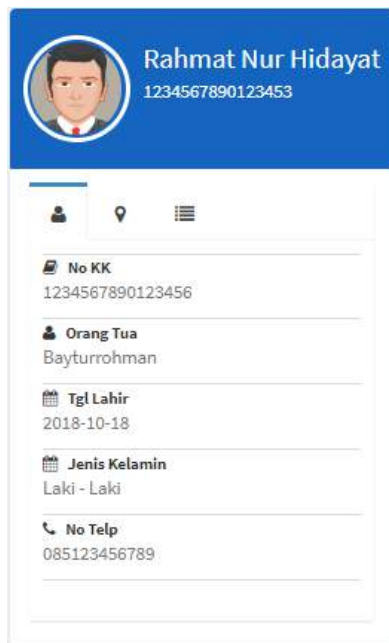 Rahmat Nur Hidayat
1234567890123453
No KK
1234567890123456
Orang Tua
Bayturrohman
Tgl Lahir
2018-10-18
Jenis Kelamin
Laki - Laki
No Telp
085123456789